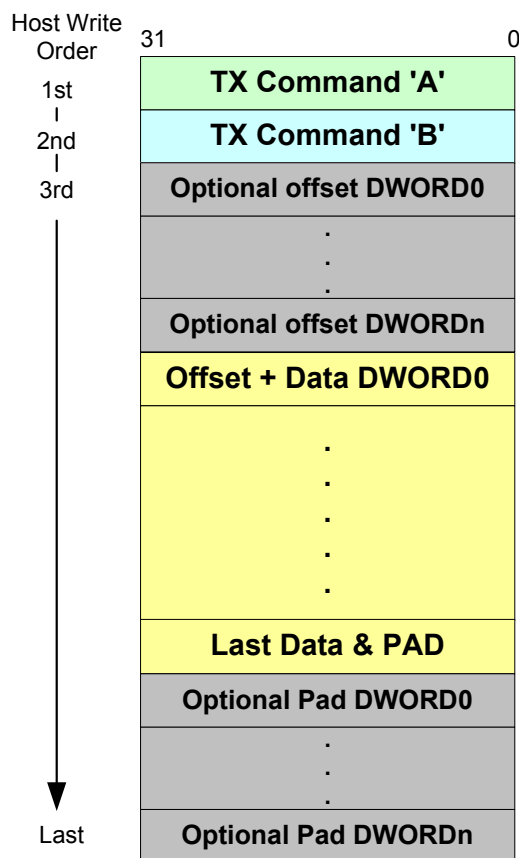 Host Write
Order
31 0
1st
TX Command 'A'
2nd
TX Command 'B'
3rd
Optional offset DWORD0
.
.
.
Optional offset DWORDn
Offset + Data DWORD0
.
.
.
.
.
Last Data & PAD
Optional Pad DWORD0
.
.
.
Last
Optional Pad DWORDn